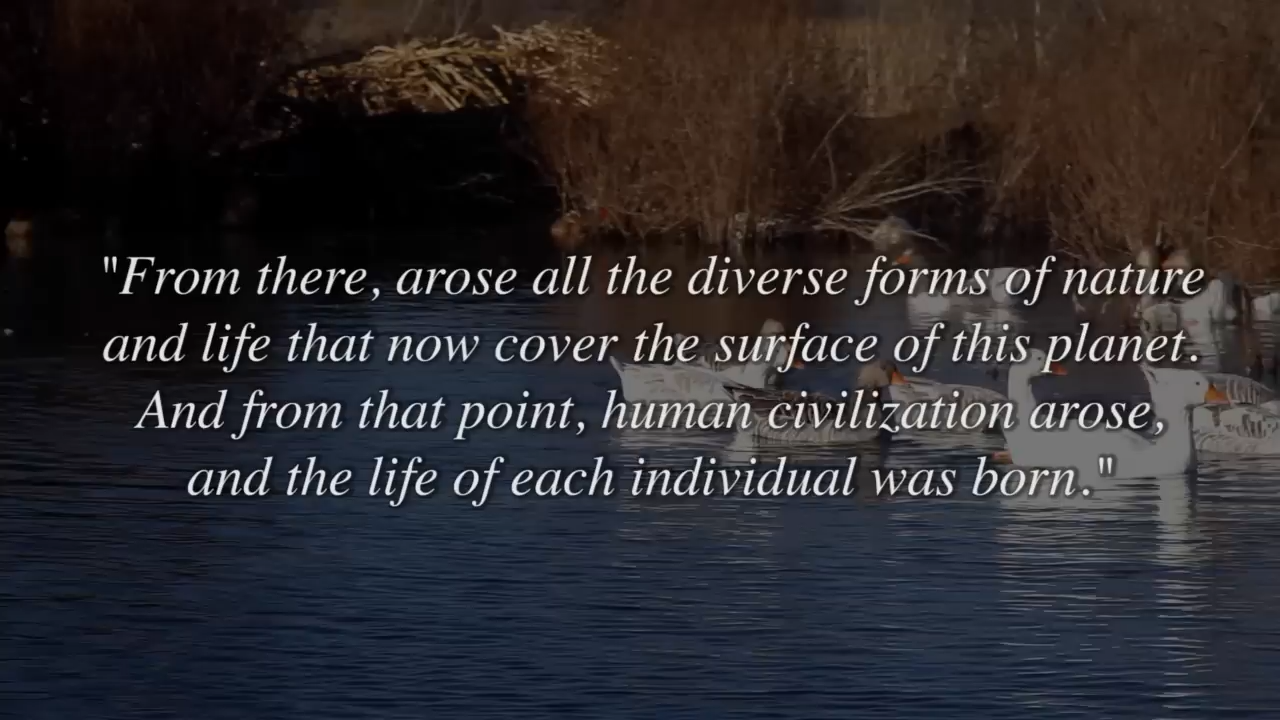 "From there, arose all the diverse forms of nature
and life that now cover the surface of this planet.
And from that point, human civilization arose,
and the life of each individual was born."